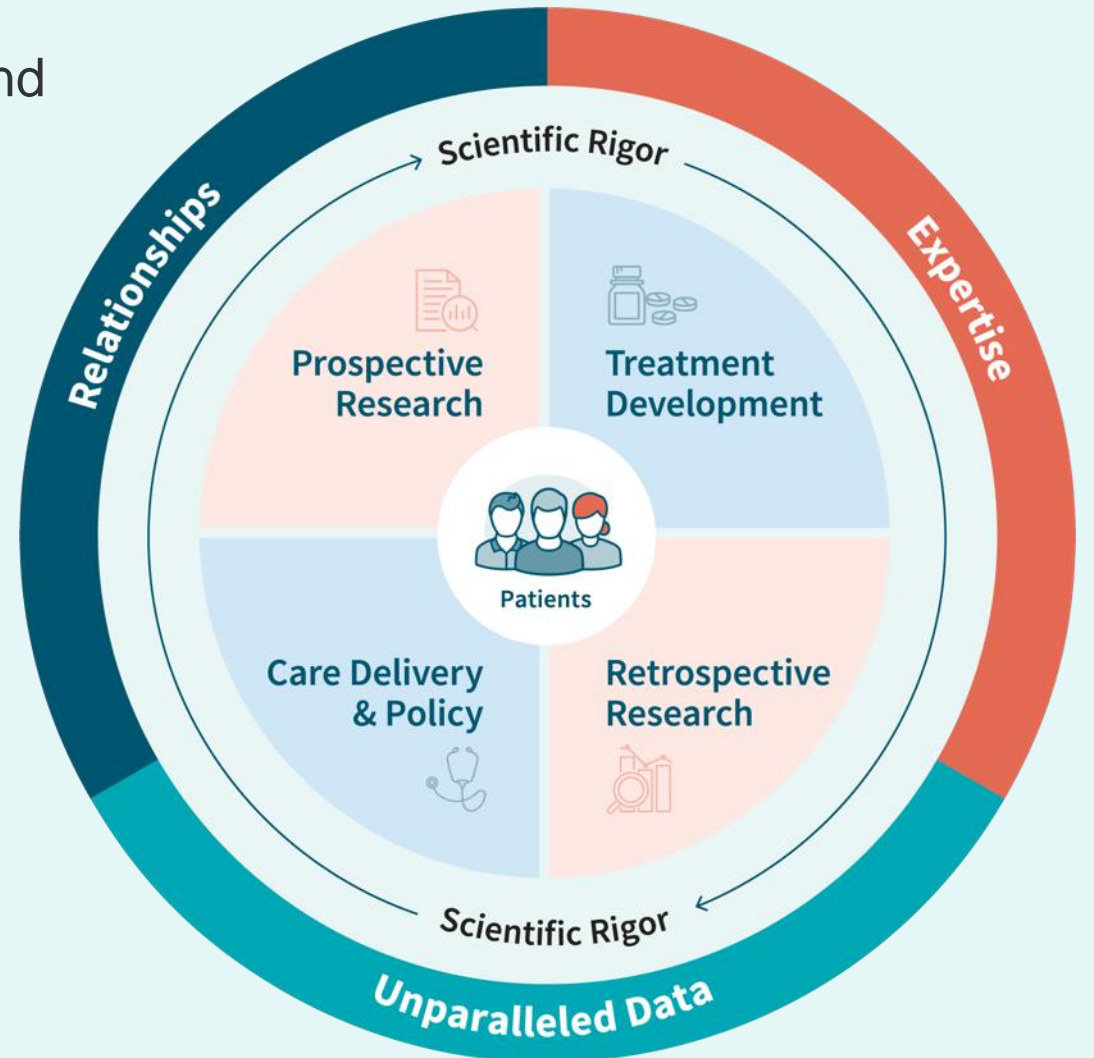 nd
Scientific Rigor
Relationships
Expertise
Prospective
Research
Treatment
Development
Patients
Care Delivery
& Policy
Retrospective
Research
Scientific Rigor
Unparalleled Data